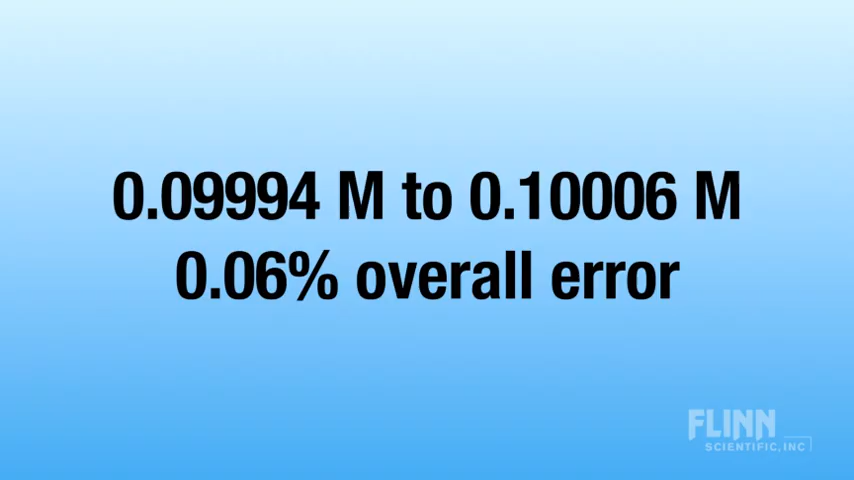 0.09994 M to 0.10006 M
0.06% overall error
FLINN
SCIENTIFIC, INC